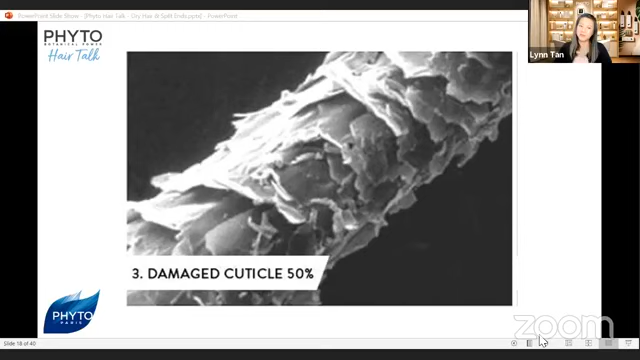 PowerPoint Slide Show - [Phyto Hair Talk - Dry Hair & Split Ends.pptx] - PowerPoint
PHYTO
BOTANICAL POWER
Hair Talk
Lynn Tan
3. DAMAGED CUTICLE 50%
PHYTO
PARIS
Slide 18 of 40
zoom